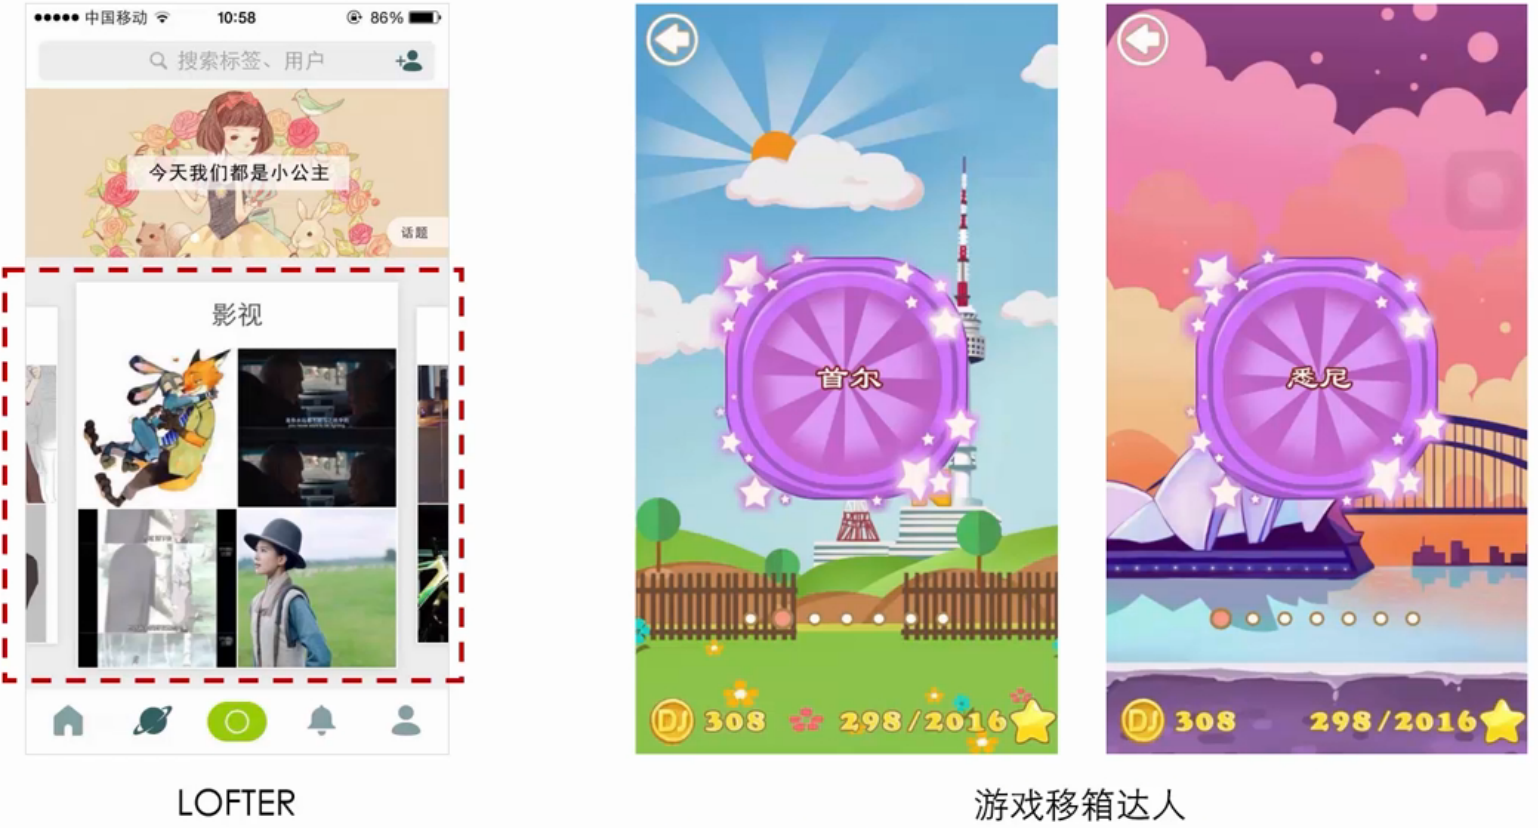 中国移动
10:58
86%
搜索标签、用户
今天我们都是小公主
话题
影视
LOFTER
首尔
DJ 308
298/2016
悉尼
DJ 308
298/2016
游戏移箱达人